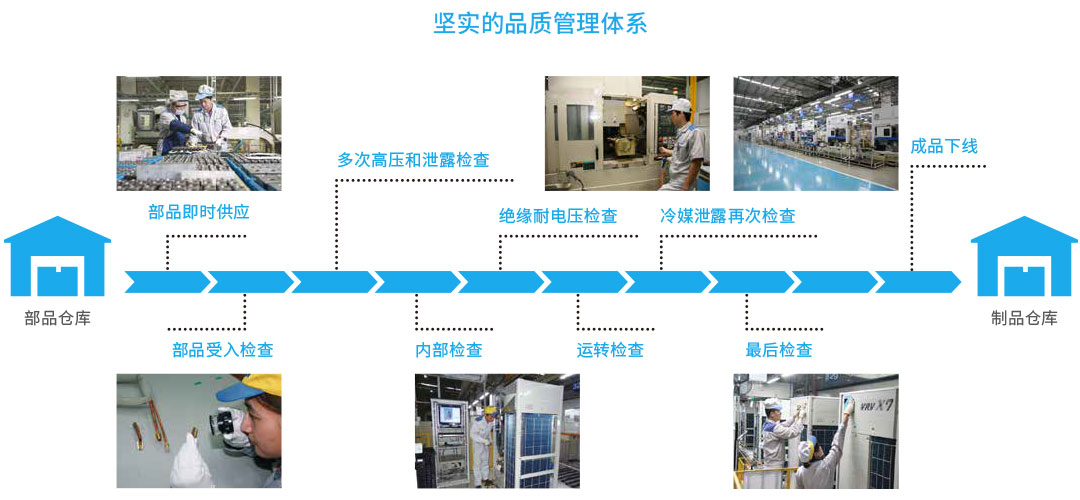 坚实的品质管理体系
成品下线
多次高压和泄露检查
部品即时供应
绝缘耐电压检查
冷媒泄露再次检查
部品仓库
制品仓库
部品受入检查
内部检查
运转检查
最后检查
VRV X7